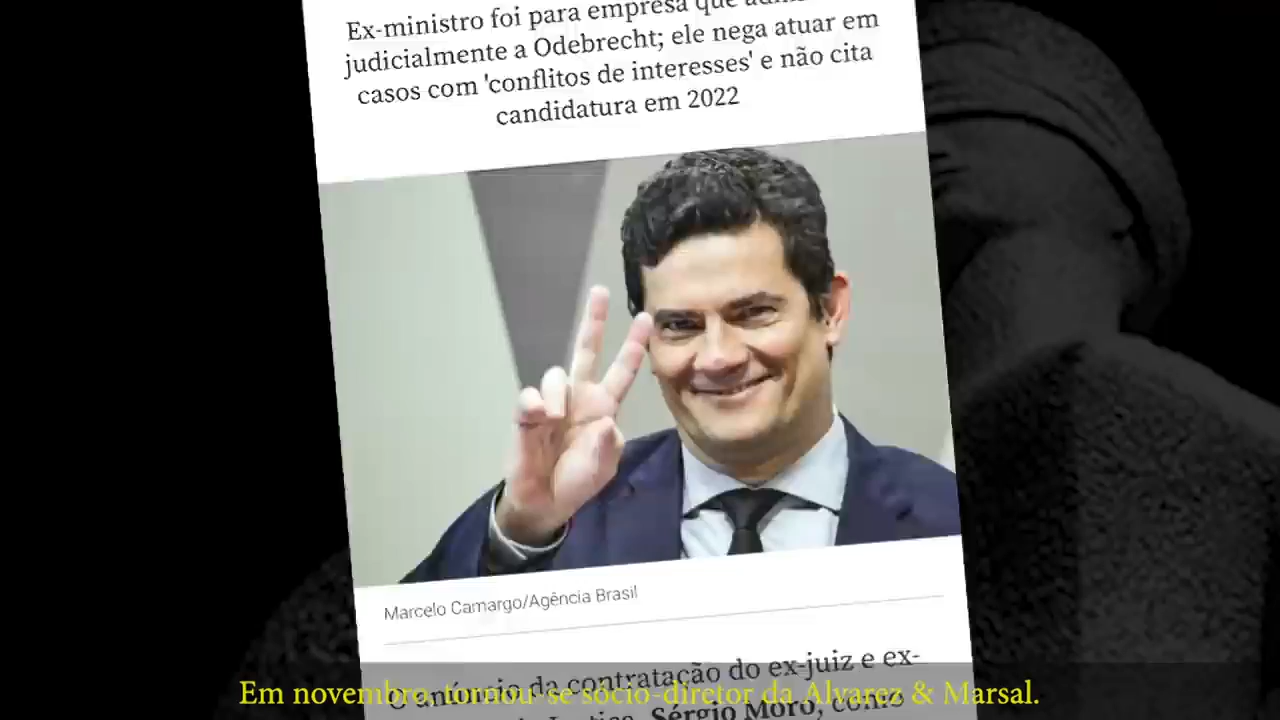 Ex-ministro foi para empresa que
judicialmente a Odebrecht; ele nega atuar em
casos com 'conflitos de interesses' e não cita
candidatura em 2022
Marcelo Camargo/Agência Brasil
O anúncio da contratação do ex-juiz e ex-
Sérgio Moro, como
Em novembro, tornou-se sócio-diretor da Alvarez & Marsal.